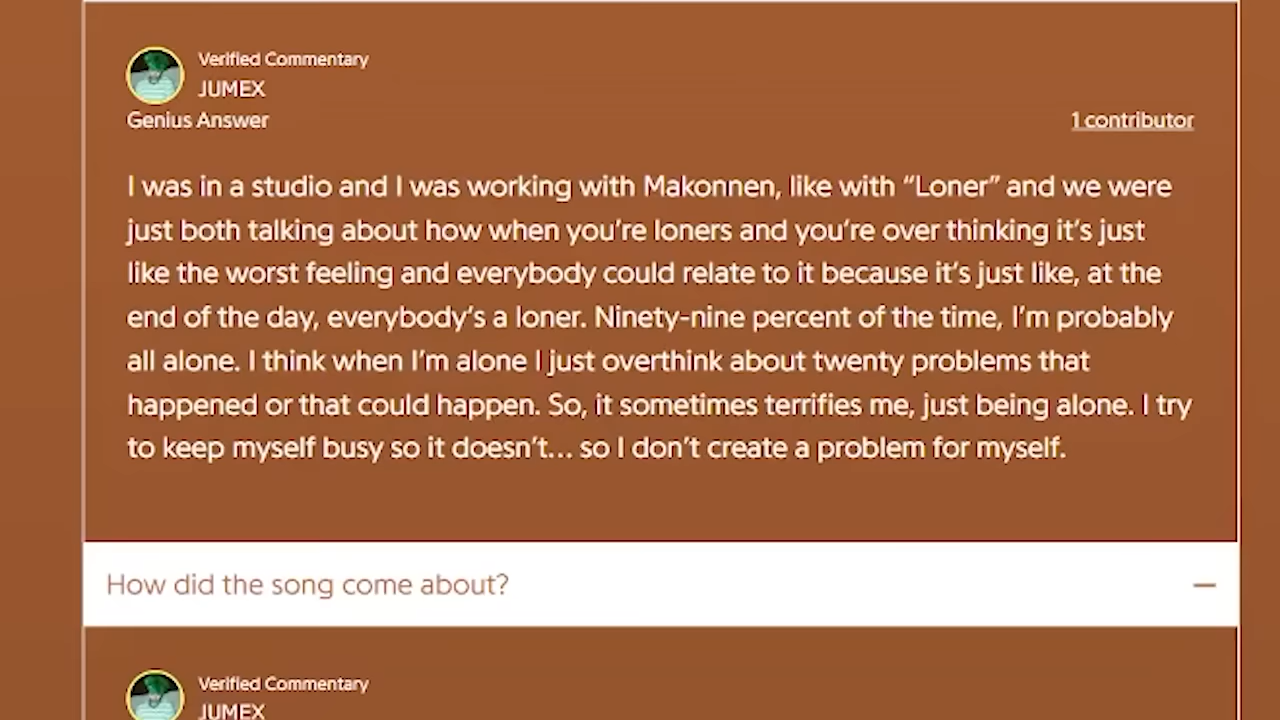 Verified Commentary
JUMEX
Genius Answer
1 contributor
I was in a studio and I was working with Makonnen, like with “Loner” and we were
just both talking about how when you’re loners and you’re over thinking it’s just
like the worst feeling and everybody could relate to it because it’s just like, at the
end of the day, everybody’s a loner. Ninety-nine percent of the time, I’m probably
all alone. I think when I’m alone I just overthink about twenty problems that
happened or that could happen. So, it sometimes terrifies me, just being alone. I try
to keep myself busy so it doesn’t… so I don’t create a problem for myself.
How did the song come about?
Verified Commentary
JUMEX